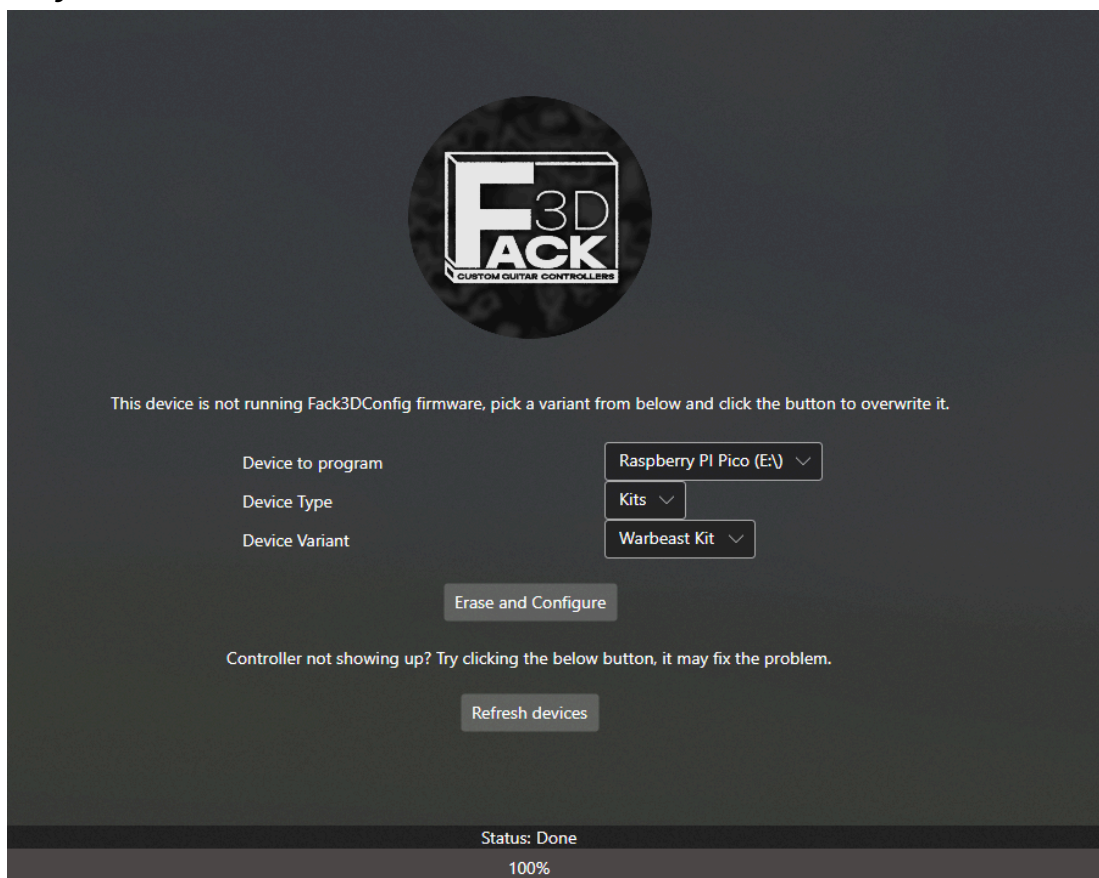 F3D
ACK
CUSTOM GUITAR CONTROLLERS
This device is not running Fack3DConfig firmware, pick a variant from below and click the button to overwrite it.
Device to program
Raspberry PI Pico (E:\)
Device Type
Kits
Device Variant
Warbeast Kit
Erase and Configure
Controller not showing up? Try clicking the below button, it may fix the problem.
Refresh devices
Status: Done
100%